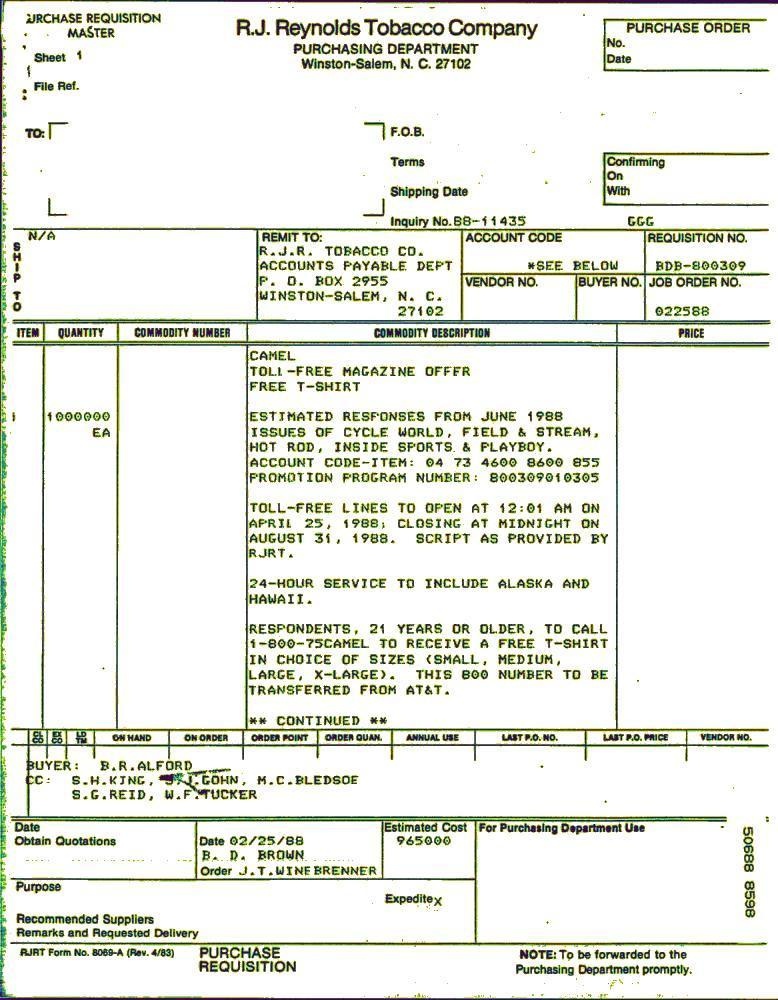 URCHASE REQUISITION
MASTER
R.J. Reynolds Tobacco Company
PURCHASING DEPARTMENT
Winston-Salem, N. C. 27102
PURCHASE ORDER
No.
Date
Sheet 1
File Ref.
TO:
F.O.B.
Terms
Shipping Date
Confirming
On
With
Inquiry No. 88-11435
GGG
SHIP TO
N/A
REMIT TO:
R.J.R. TOBACCO CO.
ACCOUNTS PAYABLE DEPT
P. O. BOX 2955
WINSTON-SALEM, N. C.
27102
ACCOUNT CODE
*SEE BELOW
REQUISITION NO.
BDB-800309
VENDOR NO.
BUYER NO.
JOB ORDER NO.
022588
ITEM QUANTITY COMMODITY NUMBER COMMODITY DESCRIPTION PRICE
CAMEL
TOLL-FREE MAGAZINE OFFER
FREE T-SHIRT
1 1000000 ESTIMATED RESPONSES FROM JUNE 1988
EA ISSUES OF CYCLE WORLD, FIELD & STREAM,
HOT ROD, INSIDE SPORTS & PLAYBOY.
ACCOUNT CODE-ITEM: 04 73 4600 8600 855
PROMOTION PROGRAM NUMBER: 800309010305
TOLL-FREE LINES TO OPEN AT 12:01 AM ON
APRIL 25, 1988; CLOSING AT MIDNIGHT ON
AUGUST 31, 1988. SCRIPT AS PROVIDED BY
RJRT.
24-HOUR SERVICE TO INCLUDE ALASKA AND
HAWAII.
RESPONDENTS, 21 YEARS OR OLDER, TO CALL
1-800-75CAMEL TO RECEIVE A FREE T-SHIRT
IN CHOICE OF SIZES (SMALL, MEDIUM,
LARGE, X-LARGE). THIS 800 NUMBER TO BE
TRANSFERRED FROM AT&T.
** CONTINUED **
CL CO EX CO LD TM ON HAND ON ORDER ORDER POINT ORDER QUAN. ANNUAL USE LAST P.O. NO. LAST P.O. PRICE VENDOR NO.
BUYER: B.R.ALFORD
CC: S.H.KING, GOHN, M.C.BLEDSOE
S.G.REID, W.F.TUCKER
Date
Obtain Quotations
Date 02/25/88
B. D. BROWN
Order J.T.WINEBRENNER
Estimated Cost
965000
For Purchasing Department Use
Purpose
Expedite X
Recommended Suppliers
Remarks and Requested Delivery
50688 8598
RJRT Form No. 8069-A (Rev. 4/83)
PURCHASE
REQUISITION
NOTE: To be forwarded to the
Purchasing Department promptly.